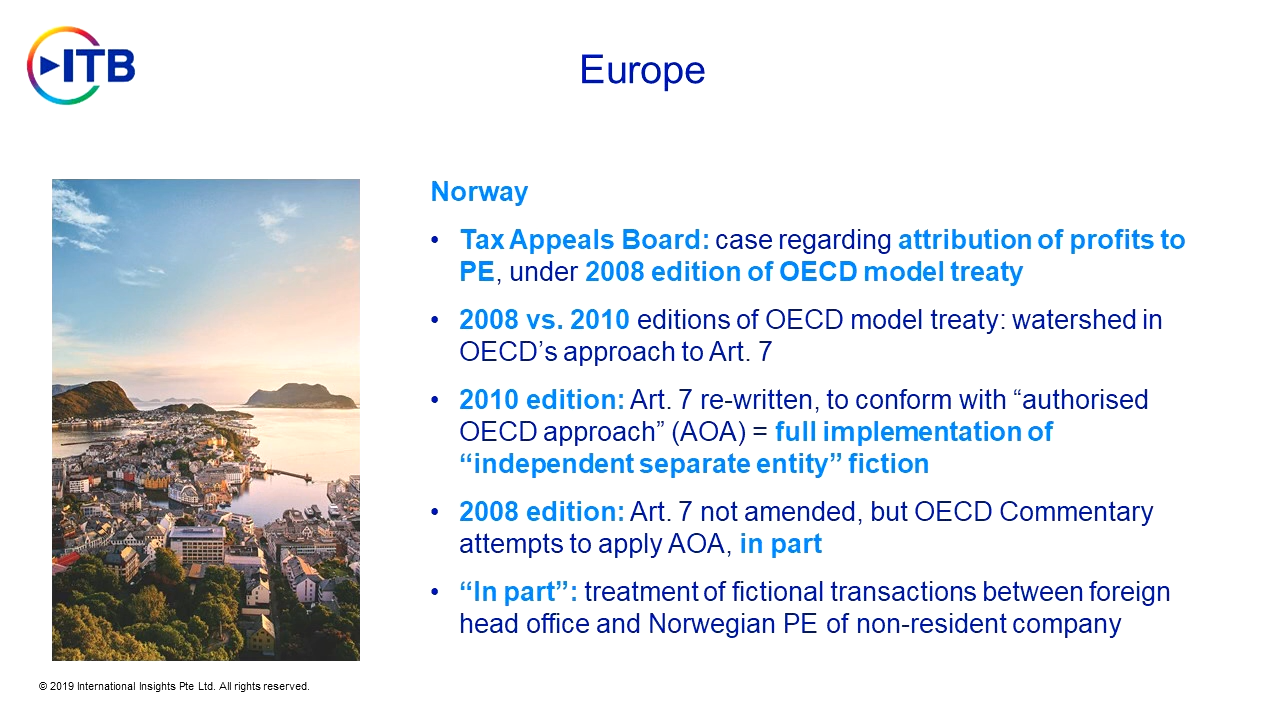 ITB
Europe
Norway
• Tax Appeals Board: case regarding attribution of profits to
PE, under 2008 edition of OECD model treaty
• 2008 vs. 2010 editions of OECD model treaty: watershed in
OECD’s approach to Art. 7
• 2010 edition: Art. 7 re-written, to conform with “authorised
OECD approach” (AOA) = full implementation of
“independent separate entity” fiction
• 2008 edition: Art. 7 not amended, but OECD Commentary
attempts to apply AOA, in part
• “In part”: treatment of fictional transactions between foreign
head office and Norwegian PE of non-resident company
© 2019 International Insights Pte Ltd. All rights reserved.